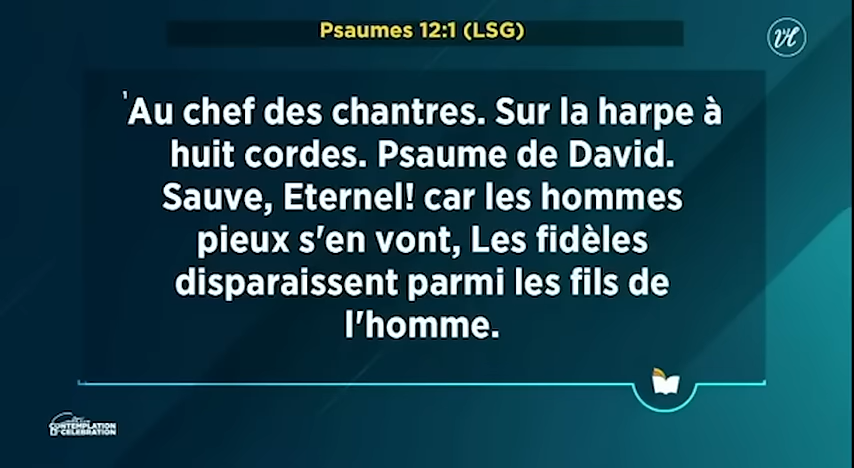 Psaumes 12:1 (LSG)
VH
¹Au chef des chantres. Sur la harpe à
huit cordes. Psaume de David.
Sauve, Eternel! car les hommes
pieux s'en vont, Les fidèles
disparaissent parmi les fils de
l'homme.
CONTEMPLATION
& CELEBRATION